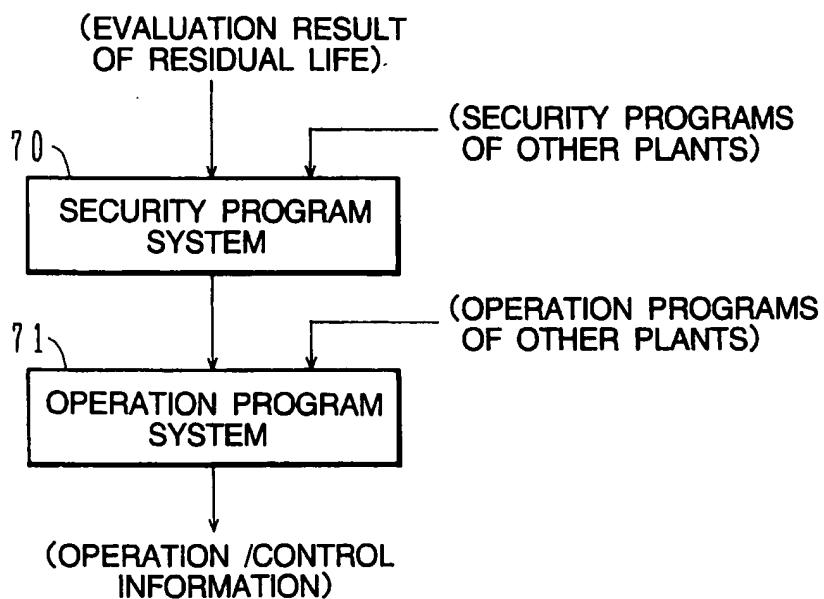 (EVALUATION RESULT
OF RESIDUAL LIFE)
(SECURITY PROGRAMS
OF OTHER PLANTS)
70
SECURITY PROGRAM
SYSTEM
(OPERATION PROGRAMS
OF OTHER PLANTS)
71
OPERATION PROGRAM
SYSTEM
(OPERATION /CONTROL
INFORMATION)